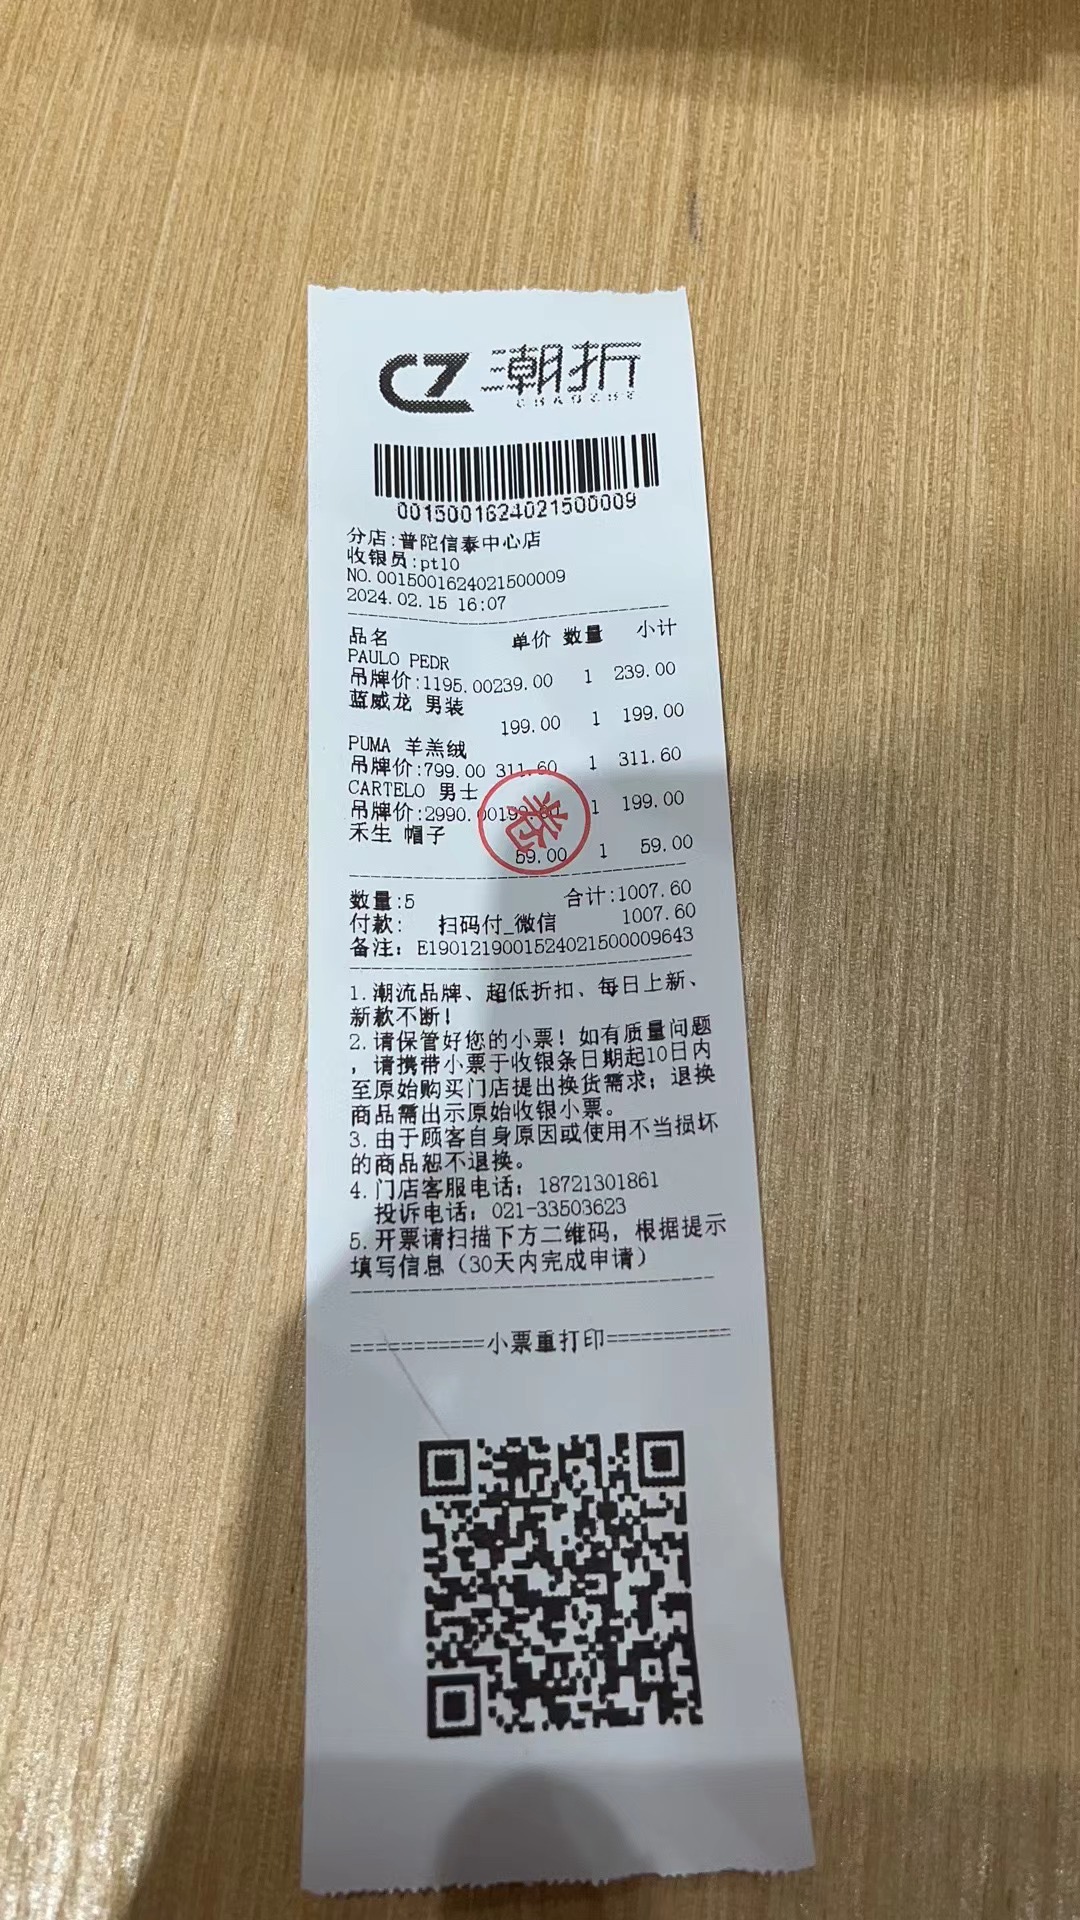 CZ 潮折
CHAOZHE
0015001624021500009
分店:普陀信泰中心店
收银员:pt10
NO.0015001624021500009
2024.02.15 16:07
品名 单价 数量 小计
PAULO PEDR
吊牌价:1195.00239.00 1 239.00
蓝威龙 男装
199.00 1 199.00
PUMA 羊羔绒
吊牌价:799.00 311.60 1 311.60
CARTELO 男士
吊牌价:2990.00199.00 1 199.00
禾生 帽子
59.00 1 59.00
数量:5 合计:1007.60
付款: 扫码付_微信 1007.60
备注: E1901219001524021500009643
1.潮流品牌、超低折扣、每日上新、
新款不断!
2.请保管好您的小票!如有质量问题
,请携带小票于收银条日期起10日内
至原始购买门店提出换货需求;退换
商品需出示原始收银小票。
3.由于顾客自身原因或使用不当损坏
的商品恕不退换。
4.门店客服电话: 18721301861
投诉电话: 021-33503623
5.开票请扫描下方二维码,根据提示
填写信息(30天内完成申请)
===========小票重打印===========